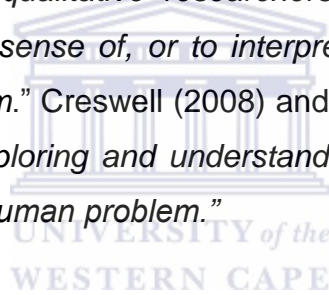 qualitative researchers
sense of, or to interpre
m.” Creswell (2008) and
ploring and understand
uman problem.”
UNIVERSITY of the
WESTERN CAPE